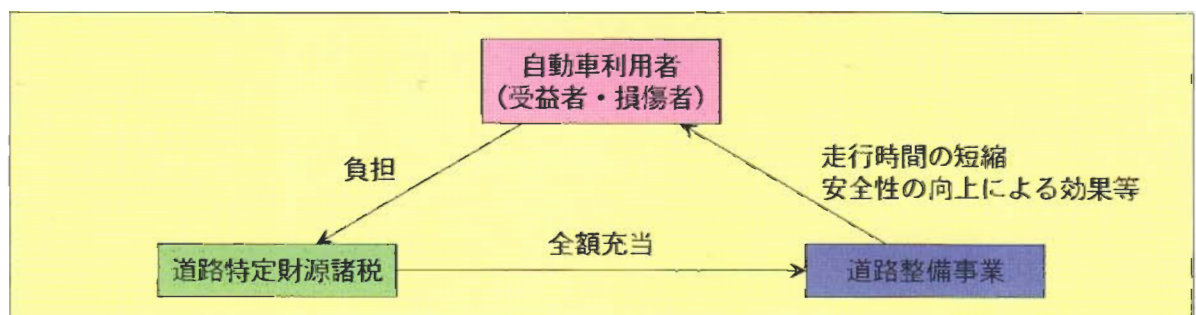 自動車利用者
(受益者・損傷者)
負担
走行時間の短縮
安全性の向上による効果等
全額充当
道路特定財源諸税
道路整備事業